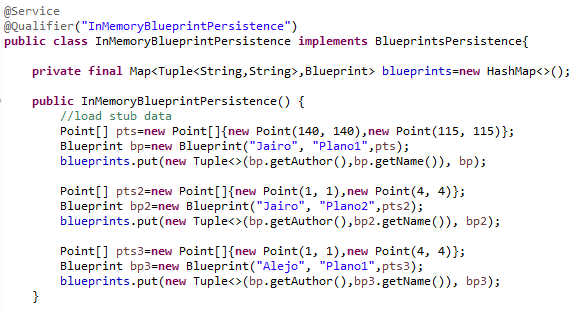 @Service
@Qualifier("InMemoryBlueprintPersistence")
public class InMemoryBlueprintPersistence implements BlueprintsPersistence{
private final Map<Tuple<String,String>,Blueprint> blueprints=new HashMap<>();
public InMemoryBlueprintPersistence() {
//load stub data
Point[] pts=new Point[]{new Point(140, 140),new Point(115, 115)};
Blueprint bp=new Blueprint("Jairo", "Plano1",pts);
blueprints.put(new Tuple<>(bp.getAuthor(),bp.getName()), bp);
Point[] pts2=new Point[]{new Point(1, 1),new Point(4, 4)};
Blueprint bp2=new Blueprint("Jairo", "Plano2",pts2);
blueprints.put(new Tuple<>(bp.getAuthor(),bp2.getName()), bp2);
Point[] pts3=new Point[]{new Point(1, 1),new Point(4, 4)};
Blueprint bp3=new Blueprint("Alejo", "Plano1",pts3);
blueprints.put(new Tuple<>(bp.getAuthor(),bp3.getName()), bp3);
}